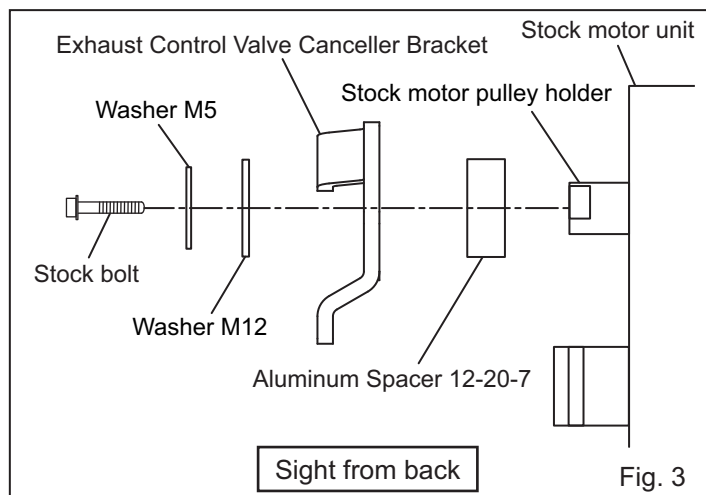 Stock motor unit
Exhaust Control Valve Canceller Bracket
Stock motor pulley holder
Washer M5
Stock bolt
Washer M12
Aluminum Spacer 12-20-7
Sight from back
Fig. 3